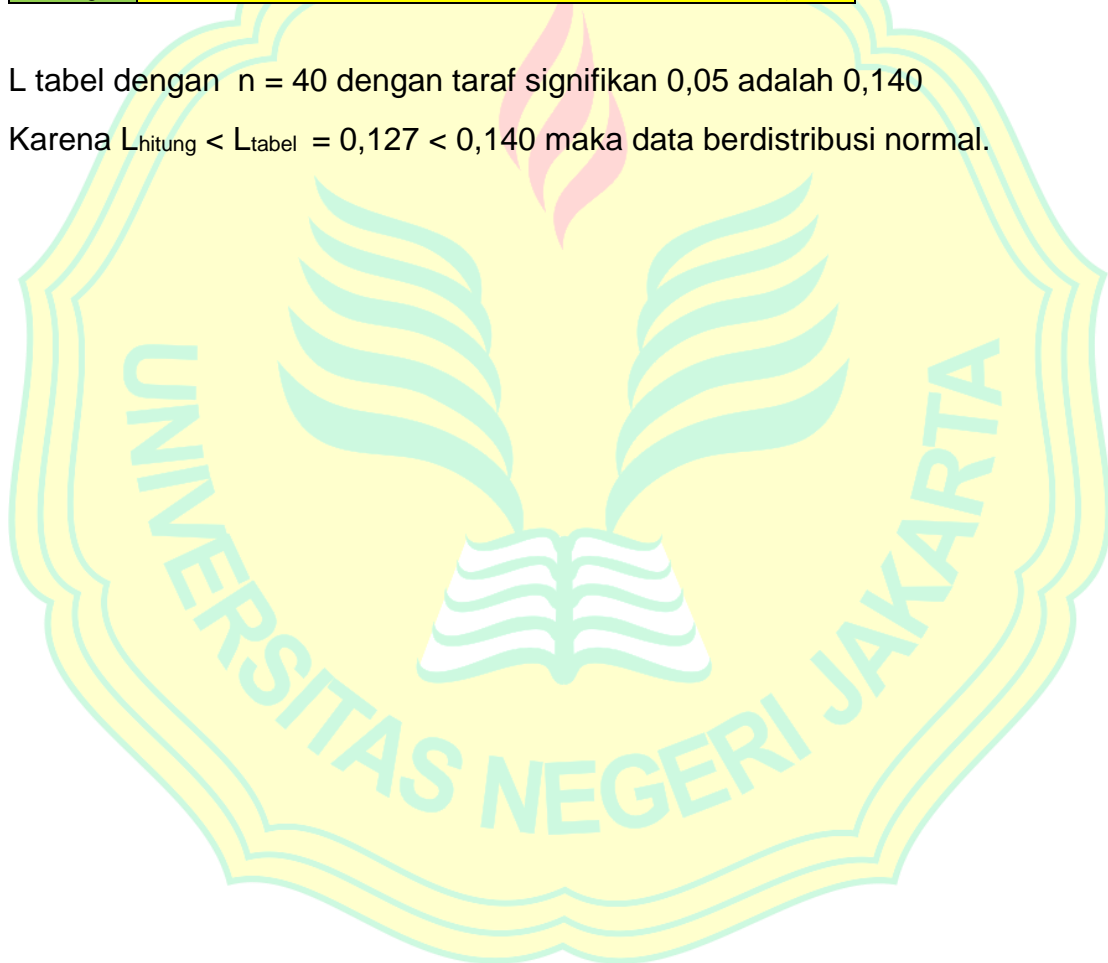 L tabel dengan n = 40 dengan taraf signifikan 0,05 adalah 0,140
Karena Lhitung < Ltabel = 0,127 < 0,140 maka data berdistribusi normal.
UNIVERSITAS NEGERI JAKARTA